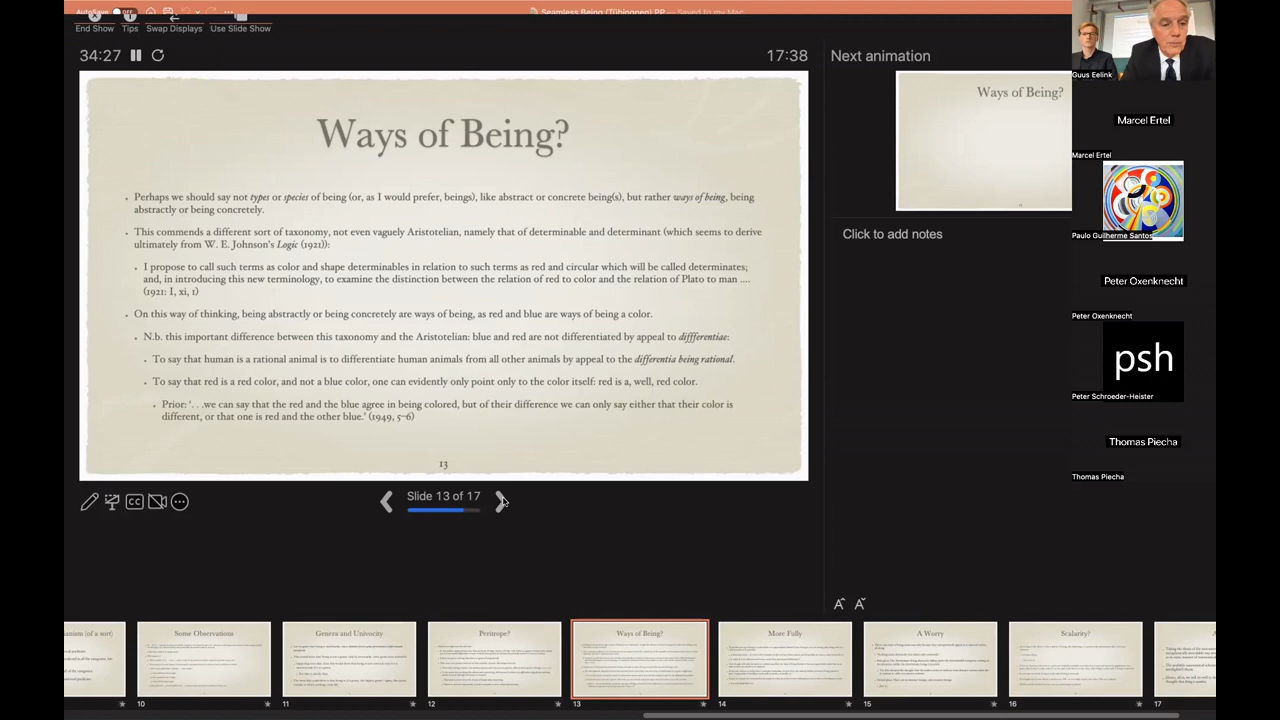 AutoSave OFF Seamless Being (Tübingen) PP — Saved to my Mac
End Show Tips Swap Displays Use Slide Show
34:27 17:38 Next animation
Ways of Being?
Perhaps we should say not types or species of being (or, as I would prefer, beings), like abstract or concrete being(s), but rather ways of being, being
abstractly or being concretely.
This commends a different sort of taxonomy, not even vaguely Aristotelian, namely that of determinable and determinant (which seems to derive
ultimately from W. E. Johnson's Logic (1921)):
I propose to call such terms as color and shape determinables in relation to such terms as red and circular which will be called determinates;
and, in introducing this new terminology, to examine the distinction between the relation of red to color and the relation of Plato to man ....
(1921: I, xi, 1)
On this way of thinking, being abstractly or being concretely are ways of being, as red and blue are ways of being a color.
N.b. this important difference between this taxonomy and the Aristotelian: blue and red are not differentiated by appeal to diffferentiae:
To say that human is a rational animal is to differentiate human animals from all other animals by appeal to the differentia being rational.
To say that red is a red color, and not a blue color, one can evidently only point only to the color itself: red is a, well, red color.
Prior: '. . .we can say that the red and the blue agree in being colored, but of their difference we can only say either that their color is
different, or that one is red and the other blue.' (1949, 5–6)
13
Ways of Being?
Click to add notes
CC
Slide 13 of 17
Guus Eelink
Marcel Ertel
Marcel Ertel
Paulo Guilherme Santos
Peter Oxenknecht
Peter Oxenknecht
psh
Peter Schroeder-Heister
Thomas Piecha
Thomas Piecha
A A
anism (of a sort) Some Observations Genera and Univocity Peritrope? Ways of Being? More Fully A Worry Scalarity?
10 11 12 13 14 15 16 17